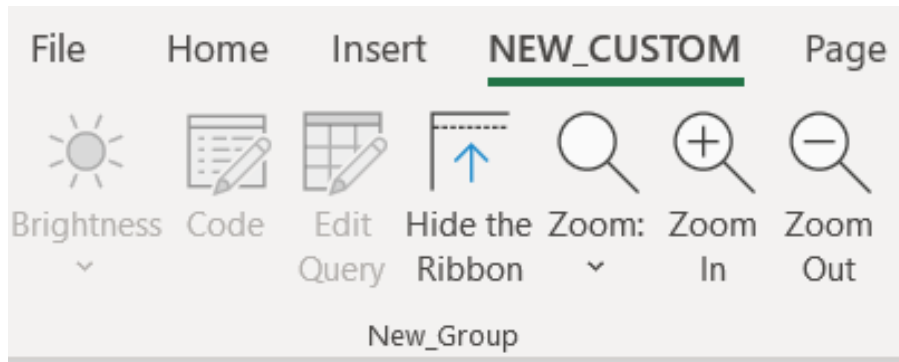 File Home Insert NEW_CUSTOM Page
Brightness Code Edit Query Hide the Ribbon Zoom: Zoom In Zoom Out
New_Group